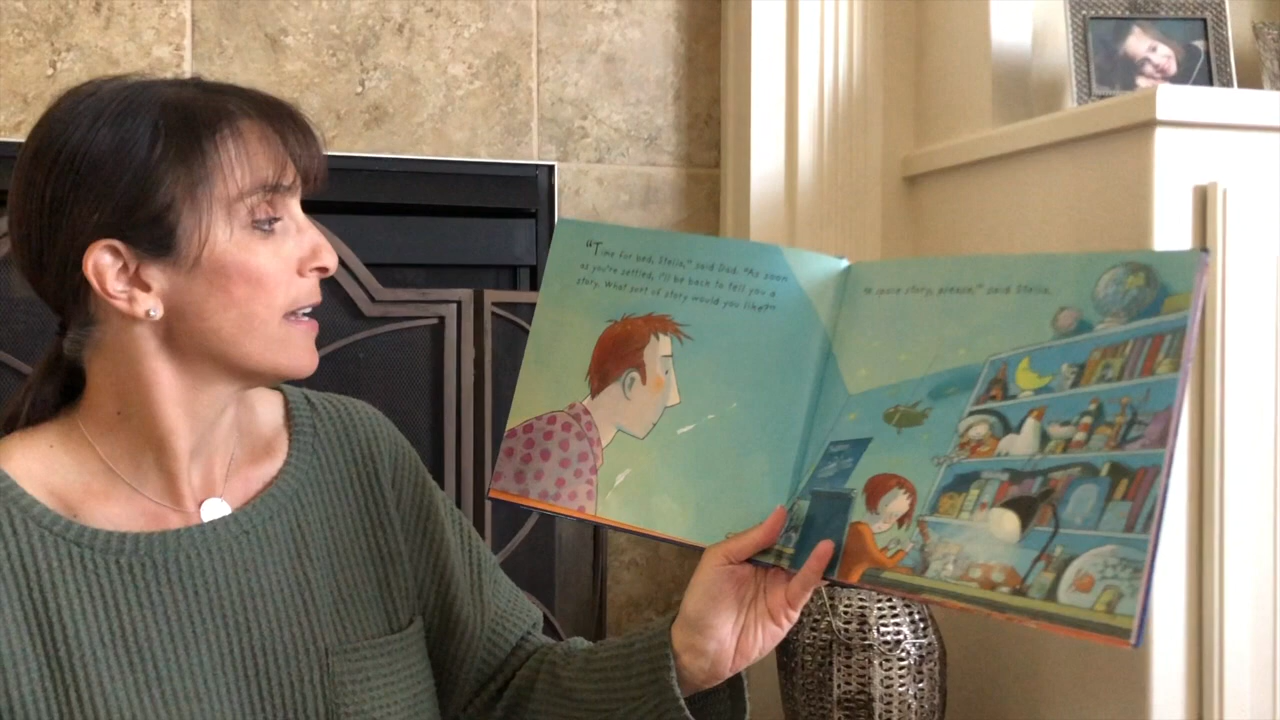 "Time for bed, Stella," said Dad. "As soon
as you're settled, I'll be back to tell you a
story. What sort of story would you like?"
space story, please," said Stella.